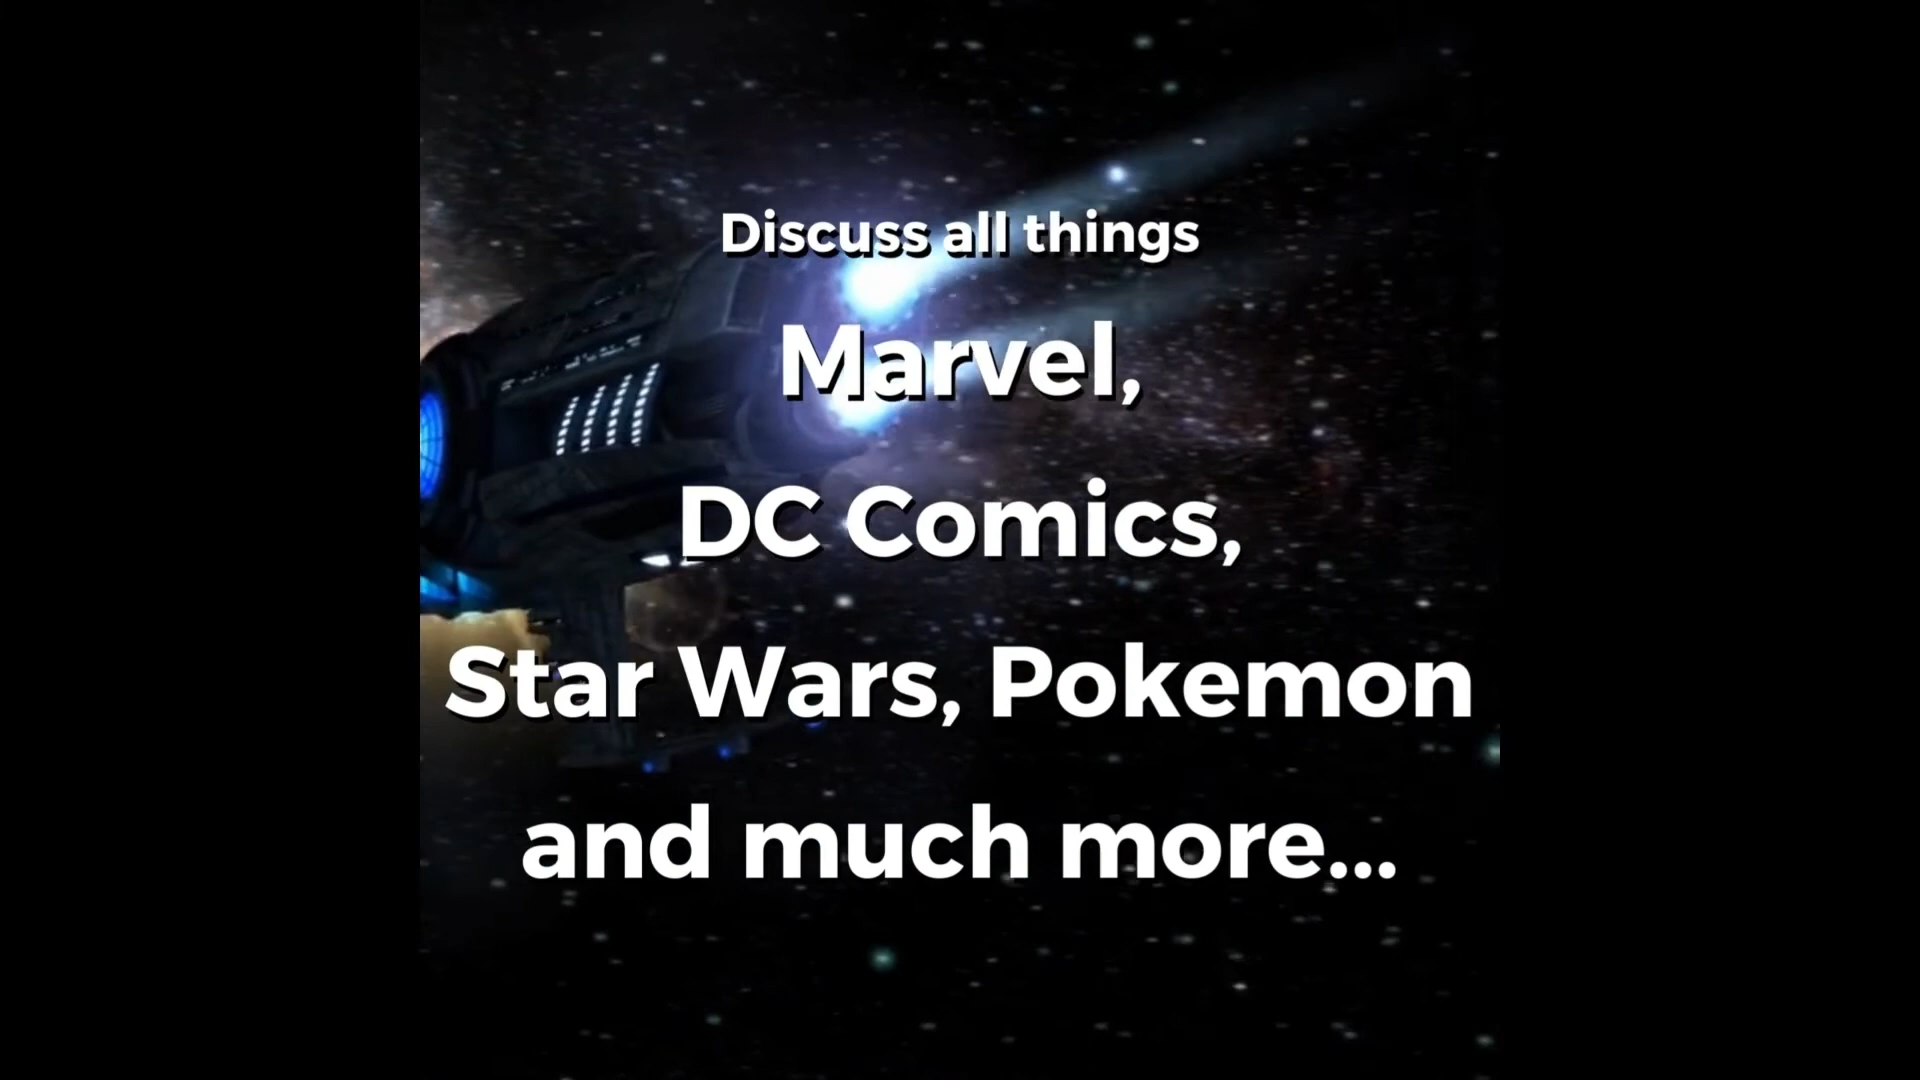 Discuss all things
Marvel,
DC Comics,
Star Wars, Pokemon
and much more...